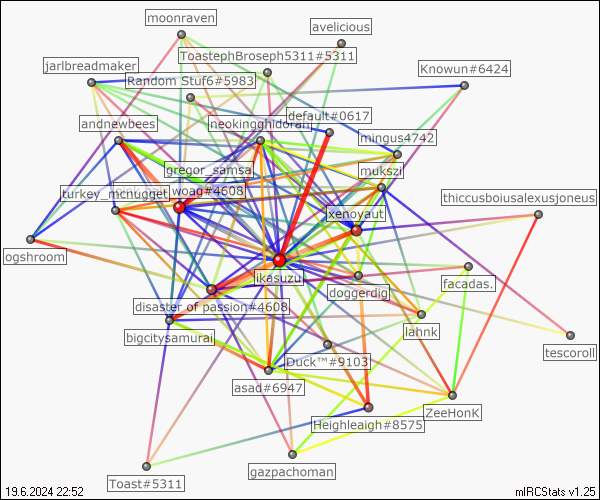 moonraven
avelicious
ToastephBroseph5311#5311
jarlbreadmaker
Random Stuf6#5983
Knowun#6424
default#0617
andnewbees
neokingghidorah
mingus4742
gregor_samsa.
mukszi
turkey_mcnugget
woag#4608
thiccusboiusalexusjoneus
xenoyaut
ogshroom
ikasuzui
doggerdig
facadas.
disaster of passion#4608
bigcitysamurai
lahnk
tescoroll
Duck™#9103
asad#6947
ZeeHonK
Heighleaigh#8575
gazpachoman
Toast#5311
19.6.2024 22:52
mIRCStats v1.25